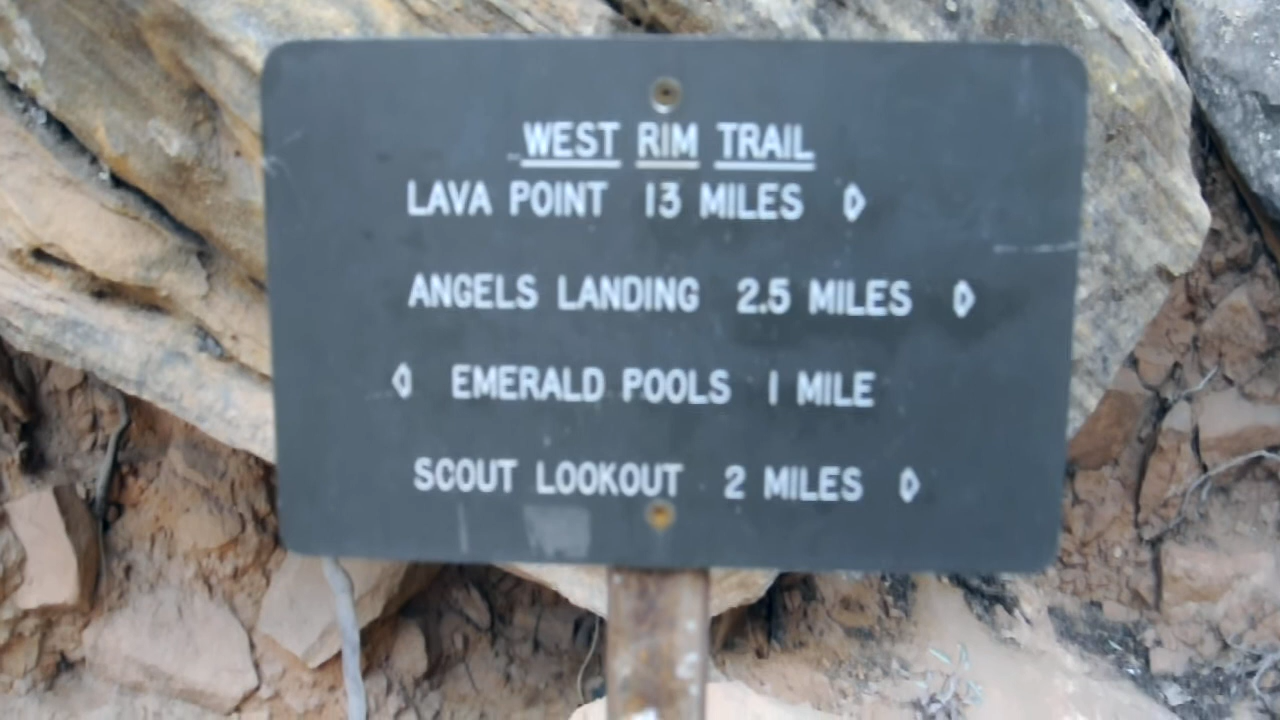 WEST RIM TRAIL
LAVA POINT 13 MILES
ANGELS LANDING 2.5 MILES
EMERALD POOLS 1 MILE
SCOUT LOOKOUT 2 MILES